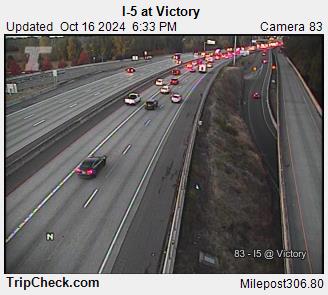 I-5 at Victory
Updated Oct 16 2024 6:33 PM Camera 83
T
N
83 - I5 @ Victory
TripCheck.com Milepost306.80